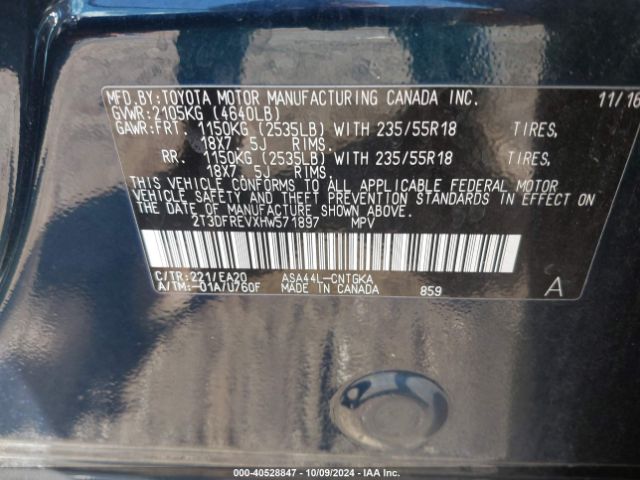 MFD.BY:TOYOTA MOTOR MANUFACTURING CANADA INC. 11/16
GVWR:2105KG (4640LB)
GAWR:FRT. 1150KG (2535LB) WITH 235/55R18 TIRES,
18X7.5J RIMS.
RR. 1150KG (2535LB) WITH 235/55R18 TIRES,
18X7.5J RIMS.
THIS VEHICLE CONFORMS TO ALL APPLICABLE FEDERAL MOTOR
VEHICLE SAFETY AND THEFT PREVENTION STANDARDS IN EFFECT ON
THE DATE OF MANUFACTURE SHOWN ABOVE.
2T3DFREVXHW571897 MPV
C/TR:221/EA20 ASA44L-CNTGKA A
A/TM:-01A/U760F MADE IN CANADA 859
000-40528847 - 10/09/2024 - IAA Inc.